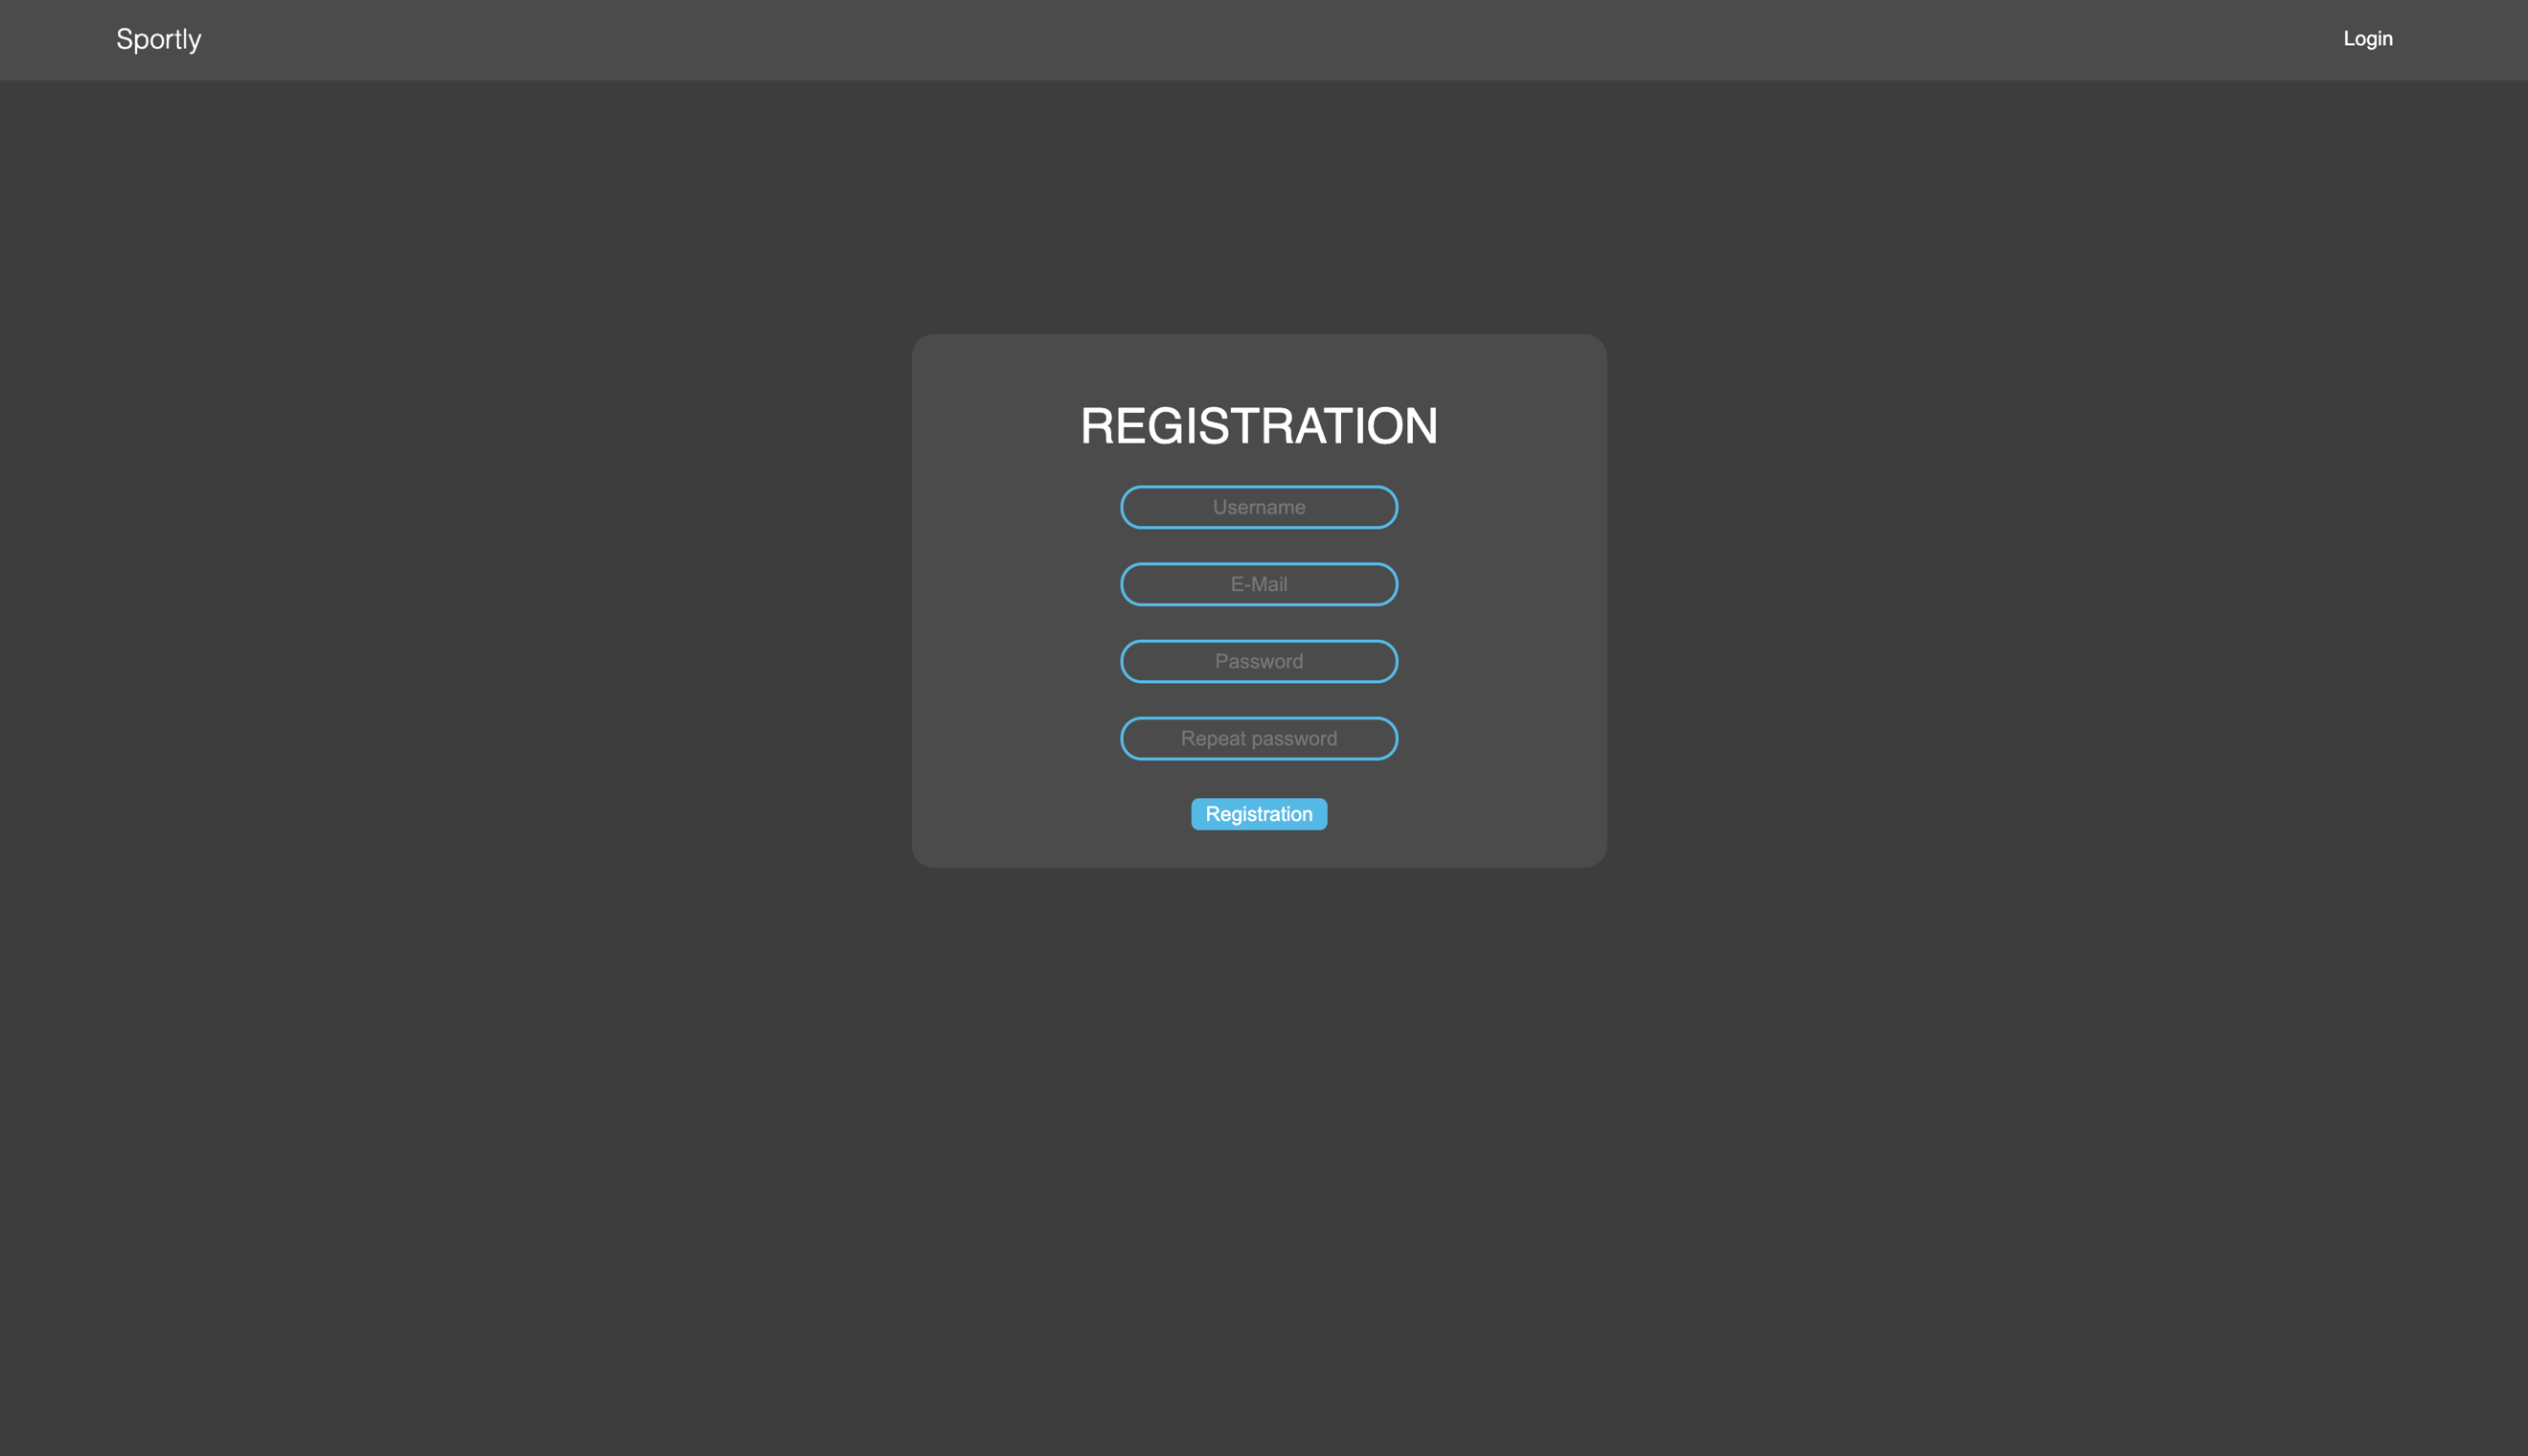 Sportly
Login
REGISTRATION
Username
E-Mail
Password
Repeat password
Registration